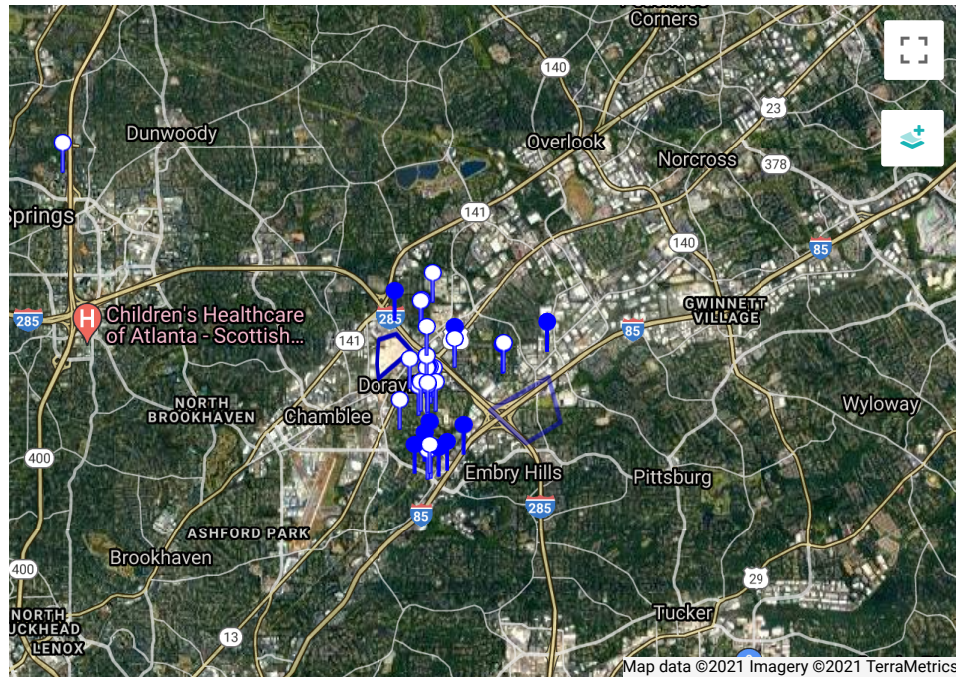 Corners
140
23
Dunwoody
Overlook
Norcross
378
Springs
141
140
85
285
Children's Healthcare
of Atlanta - Scottish...
H
285
GWINNETT
VILLAGE
85
141
NORTH
BROOKHAVEN
Chamblee
Wyloway
400
Embry Hills
Pittsburg
85
285
ASHFORD PARK
Brookhaven
400
29
NORTH
Tucker
13
LENOX
Map data ©2021 Imagery ©2021 TerraMetrics